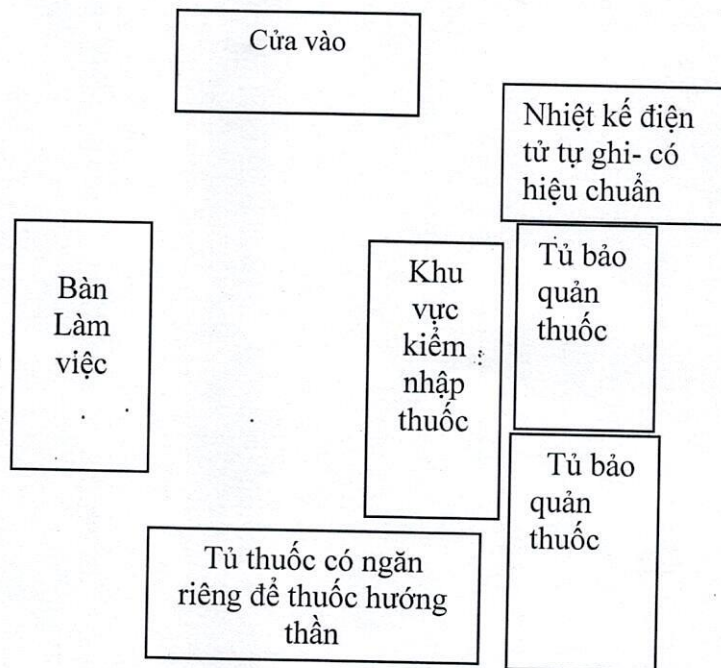 Cửa vào
Nhiệt kế điện
tử tự ghi- có
hiệu chuẩn
Bàn
Làm
việc
Khu
vực
kiểm
nhập
thuốc
Tủ bảo
quản
thuốc
Tủ bảo
quản
thuốc
Tủ thuốc có ngăn
riêng để thuốc hướng
thần